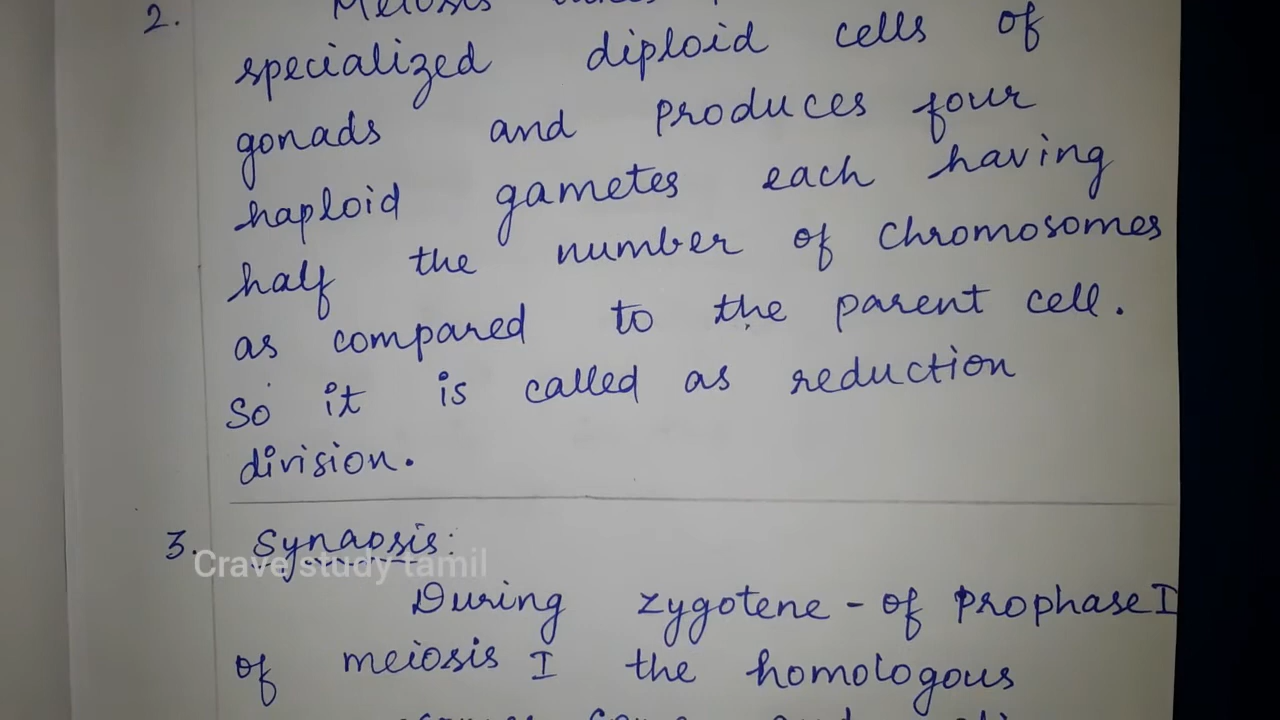 2. Meiosis
specialized diploid cells of
gonads and produces four
haploid gametes each having
half the number of chromosomes
as compared to the parent cell.
So it is called as reduction
division.
3. Synapsis:
Crave study tamil
During zygotene - of prophase I
of meiosis I the homologous